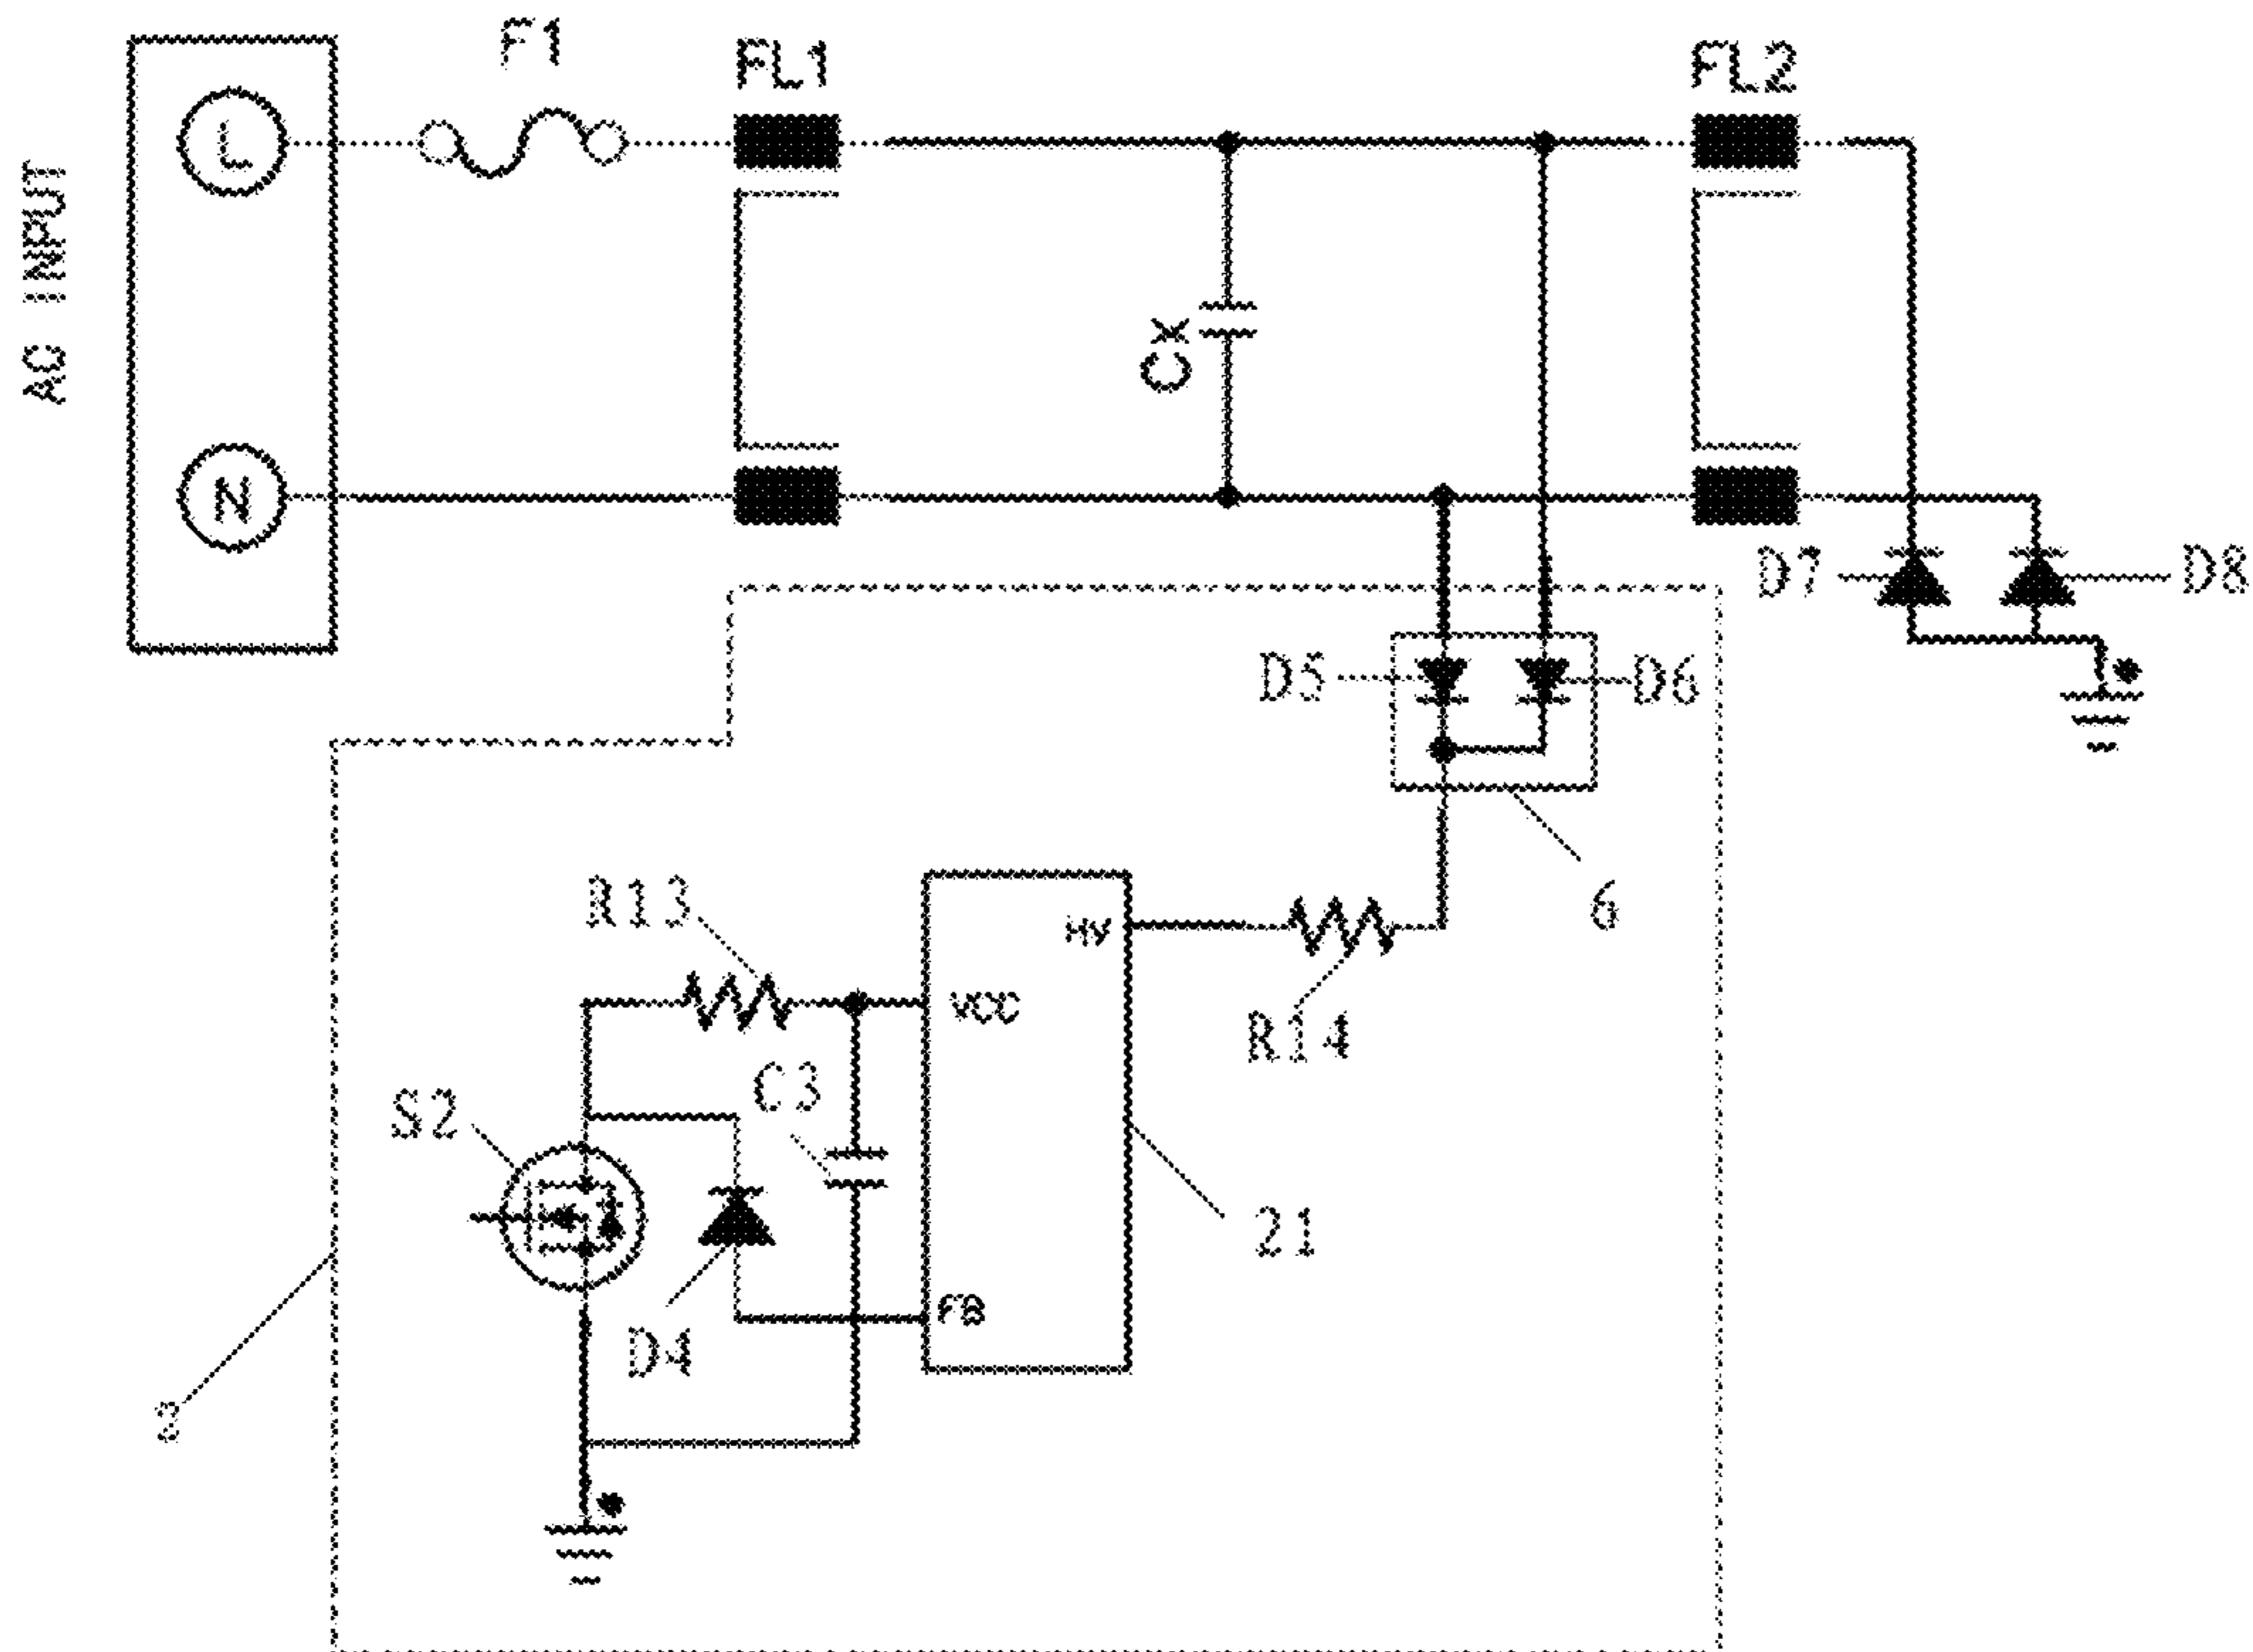 F1
FL1
FL2
AC INPUT
L
N
Cx
D7
D8
D5
D6
6
R13
HV
VCC
R14
S2
C3
21
FB
D4
2